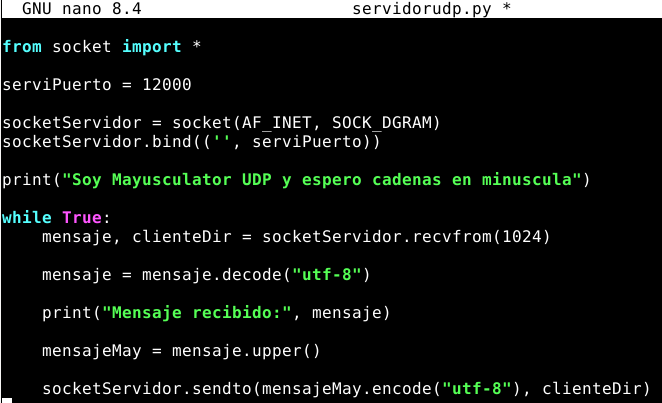 GNU nano 8.4 servidorudp.py *
from socket import *
serviPuerto = 12000
socketServidor = socket(AF_INET, SOCK_DGRAM)
socketServidor.bind(('', serviPuerto))
print("Soy Mayusculator UDP y espero cadenas en minuscula")
while True:
    mensaje, clienteDir = socketServidor.recvfrom(1024)
    mensaje = mensaje.decode("utf-8")
    print("Mensaje recibido:", mensaje)
    mensajeMay = mensaje.upper()
    socketServidor.sendto(mensajeMay.encode("utf-8"), clienteDir)